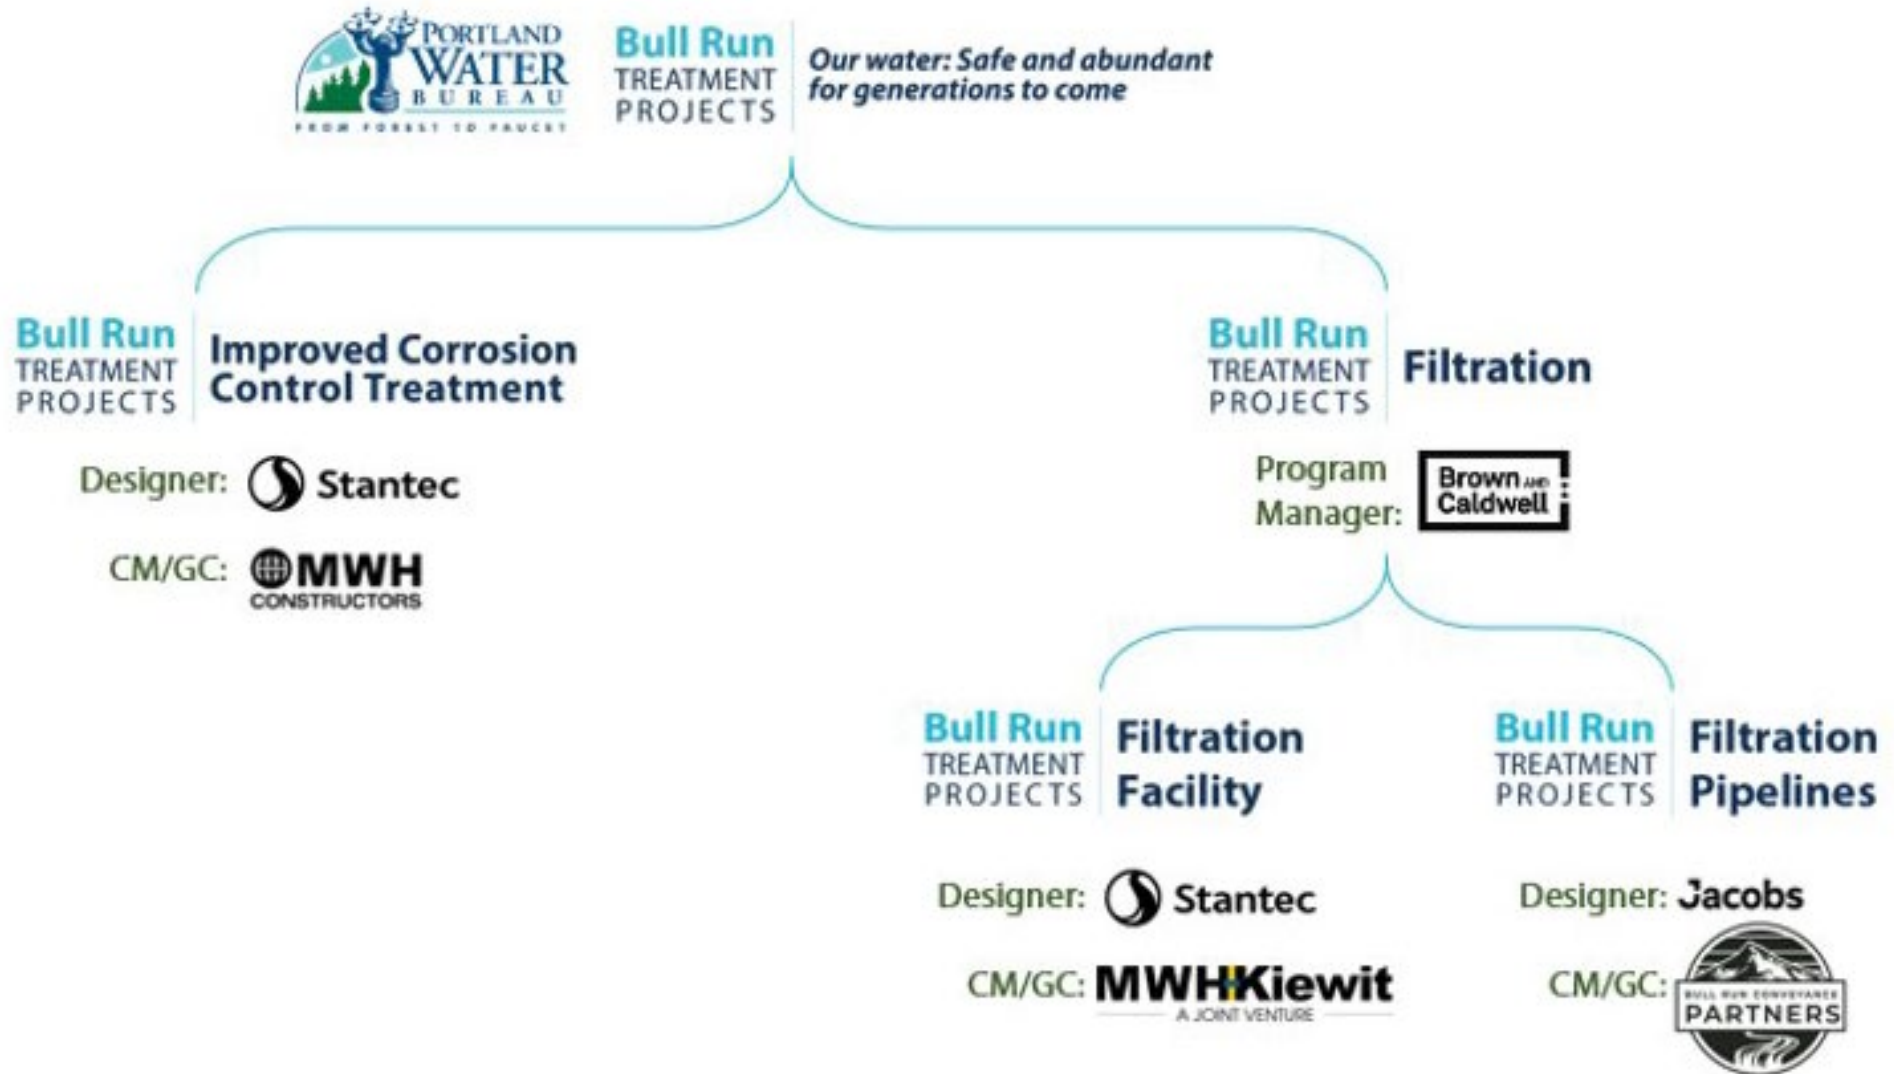 PORTLAND
WATER
BUREAU
FROM FOREST TO FAUCET
Bull Run
TREATMENT
PROJECTS
Our water: Safe and abundant
for generations to come
Bull Run
TREATMENT
PROJECTS
Improved Corrosion
Control Treatment
Designer: Stantec
CM/GC: MWH
CONSTRUCTORS
Bull Run
TREATMENT
PROJECTS
Filtration
Program
Manager:
Brown AND
Caldwell
Bull Run
TREATMENT
PROJECTS
Filtration
Facility
Designer: Stantec
CM/GC: MWH Kiewit
A JOINT VENTURE
Bull Run
TREATMENT
PROJECTS
Filtration
Pipelines
Designer: Jacobs
CM/GC:
BULL RUN CONVEYANCE
PARTNERS